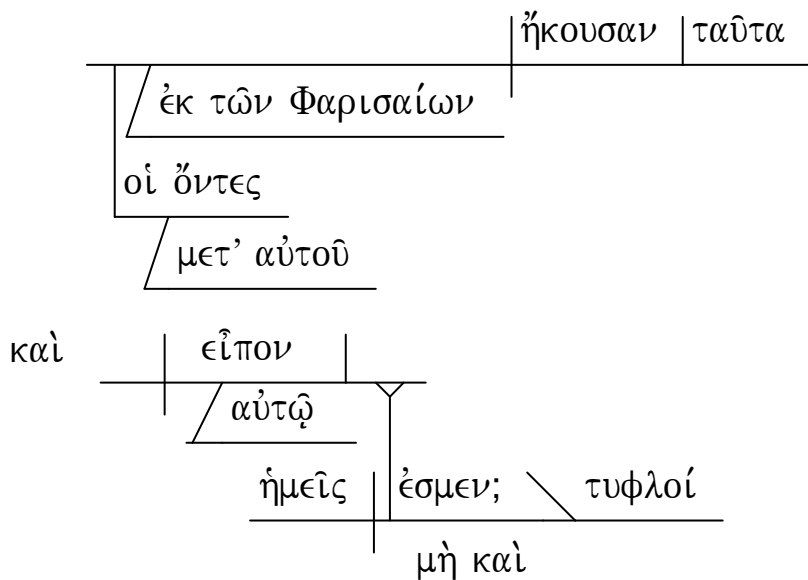 ἤκουσαν ταῦτα
ἐκ τῶν Φαρισαίων
οἱ ὄντες
μετ’ αὐτοῦ
καὶ εἶπον
αὐτῷ
ἡμεῖς ἐσμεν; τυφλοί
μὴ καὶ